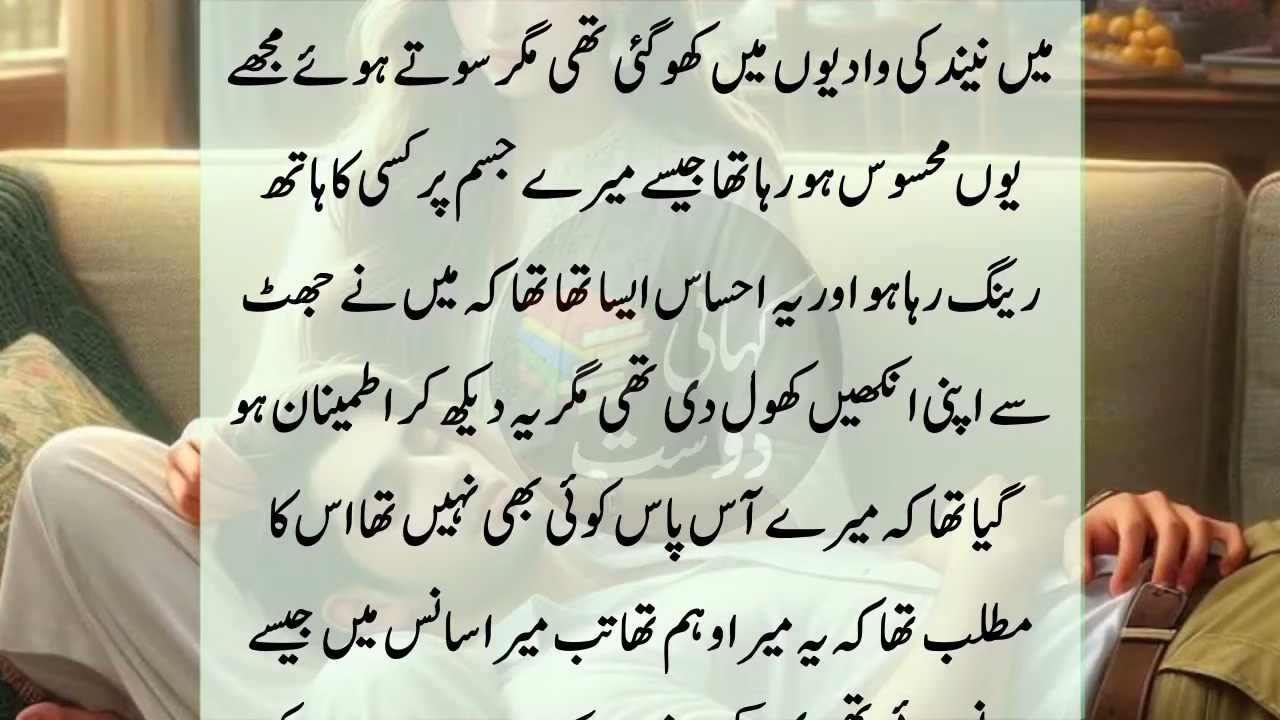 میں نیند کی وادیوں میں کھو گئی تھی مگر سوتے ہوئے مجھے
یوں محسوس ہو رہا تھا جیسے میرے جسم پر کسی کا ہاتھ
رینگ رہا ہو اور یہ احساس ایسا تھا تھا کہ میں نے جھٹ
سے اپنی انکھیں کھول دی تھی مگر یہ دیکھ کر اطمینان ہو
گیا تھا کہ میرے آس پاس کوئی بھی نہیں تھا اس کا
مطلب تھا کہ یہ میرا وہم تھا تب میرا سانس میں جیسے
کہانی
دوست